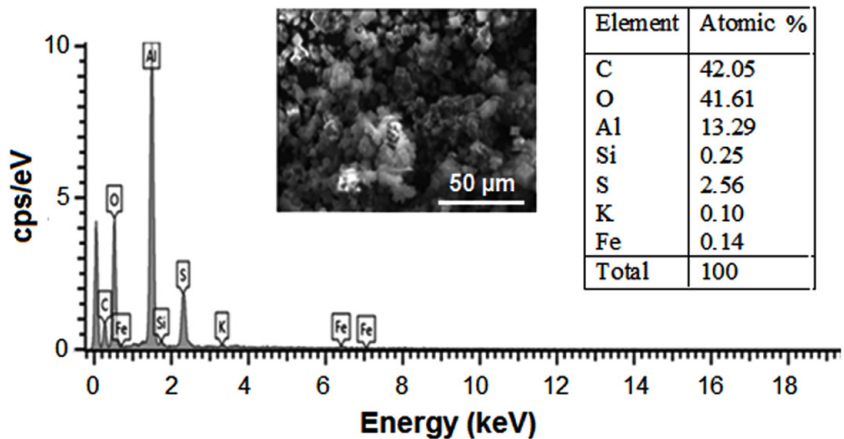 10
5
0
cps/eV
C
O
Fe
Al
Si
S
K
Fe
Fe
0 2 4 6 8 10 12 14 16 18
Energy (keV)
50 µm
Element Atomic %
C 42.05
O 41.61
Al 13.29
Si 0.25
S 2.56
K 0.10
Fe 0.14
Total 100